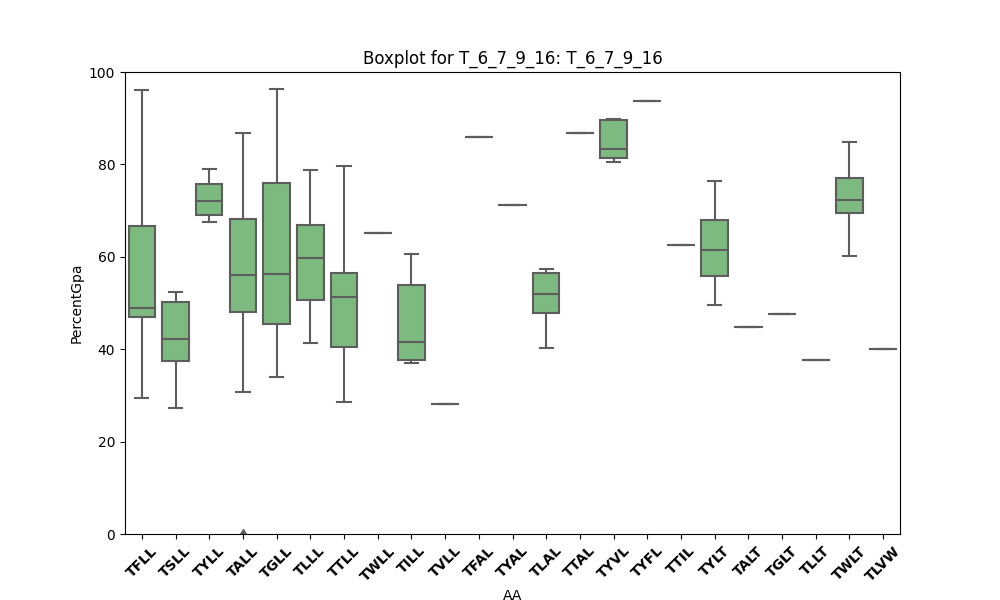 Boxplot for T_6_7_9_16: T_6_7_9_16
PercentGpa
100
80
60
40
20
0
TFLL TSLL TYLL TALL TGLL TLLL TTLL TWLL TILL TVLL TFAL TYAL TLAL TTAL TYVL TYFL TTIL TYLT TALT TGLT TLLT TWLT TLVW
AA